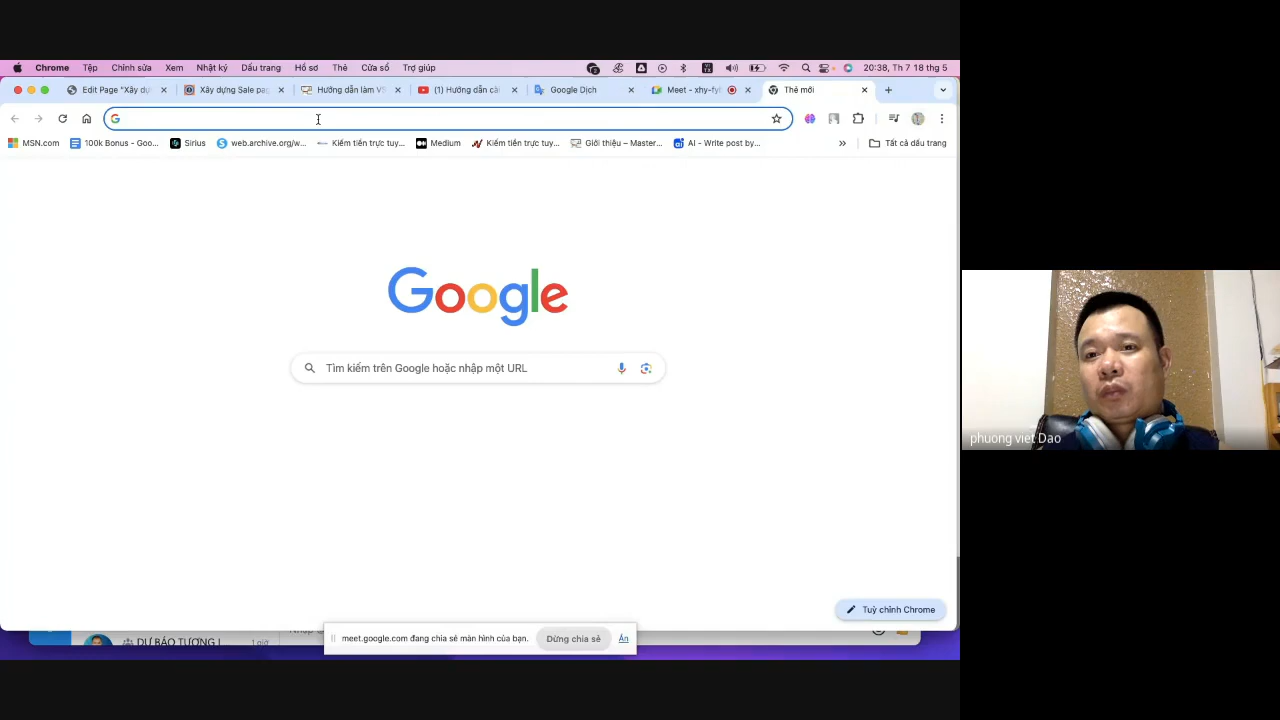 Chrome Tệp Chỉnh sửa Xem Nhật ký Dấu trang Hồ sơ Thẻ Cửa sổ Trợ giúp 20:38, Th 7 18 thg 5
Edit Page "Xây dự Xây dựng Sale pag Hướng dẫn làm (1) Hướng dẫn cài Google Dịch Meet - xhy-fyl Thẻ mới
MSN.com 100k Bonus - Goo... Sirius web.archive.org/w... Kiếm tiền trực tuy... Medium Kiếm tiền trực tuy... Giới thiệu – Master... AI - Write post by... Tất cả dấu trang
Google
Tìm kiếm trên Google hoặc nhập một URL
phuong viet Dao
Tuỳ chỉnh Chrome
meet.google.com đang chia sẻ màn hình của bạn. Dừng chia sẻ Ẩn
DỰ BÁO TƯƠNG L 1 giờ